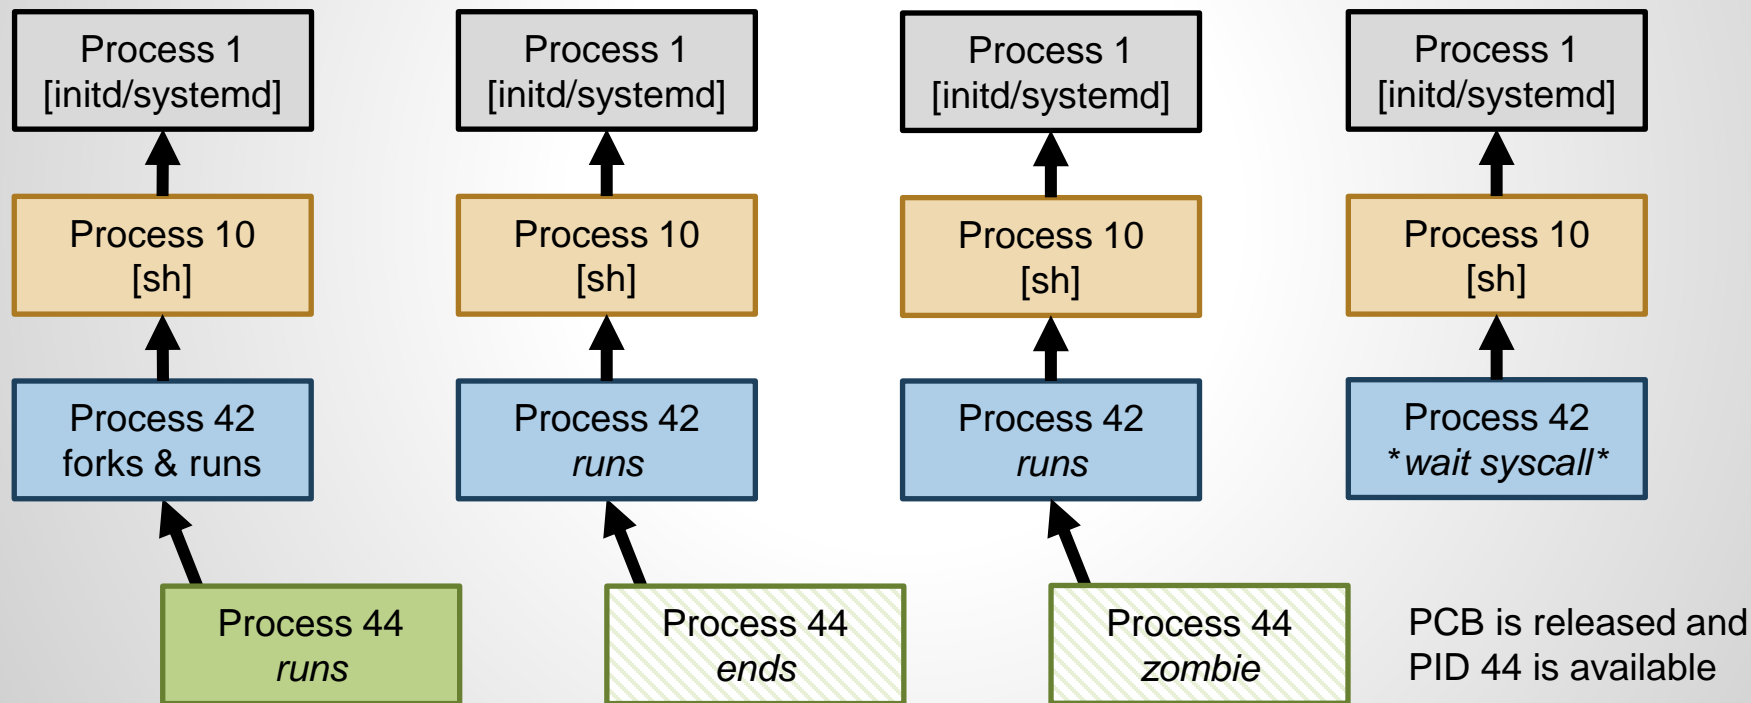 Process 1
[initd/systemd]
Process 1
[initd/systemd]
Process 1
[initd/systemd]
Process 1
[initd/systemd]
Process 10
[sh]
Process 10
[sh]
Process 10
[sh]
Process 10
[sh]
Process 42
forks & runs
Process 42
runs
Process 42
runs
Process 42
*wait syscall*
Process 44
runs
Process 44
ends
Process 44
zombie
PCB is released and
PID 44 is available